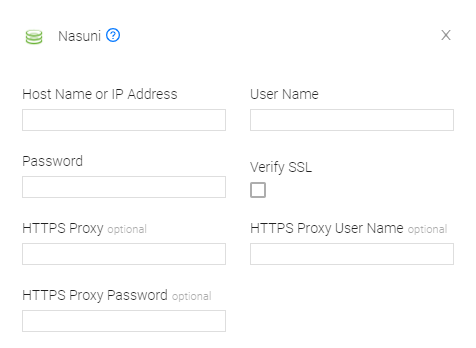 Nasuni ?
X
Host Name or IP Address
User Name
Password
Verify SSL
HTTPS Proxy optional
HTTPS Proxy User Name optional
HTTPS Proxy Password optional